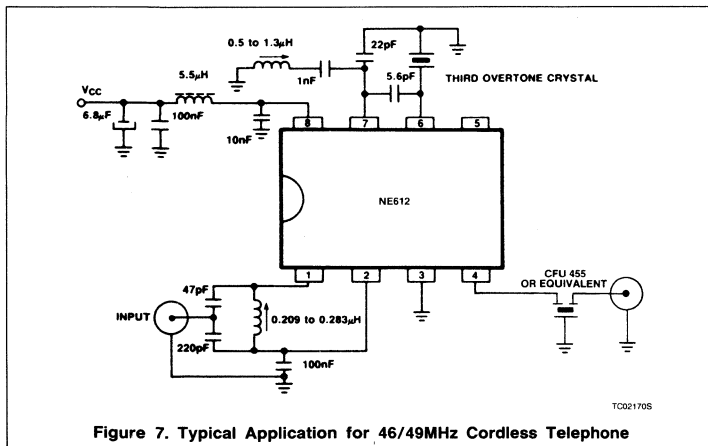 0.5 to 1.3μH
22pF
1nF
5.6pF
THIRD OVERTONE CRYSTAL
VCC
5.5μH
6.8μF
100nF
10nF
8
7
6
5
NE612
1
2
3
4
47pF
INPUT
0.209 to 0.283μH
220pF
100nF
CFU 455
OR EQUIVALENT
TC02170S
Figure 7. Typical Application for 46/49MHz Cordless Telephone